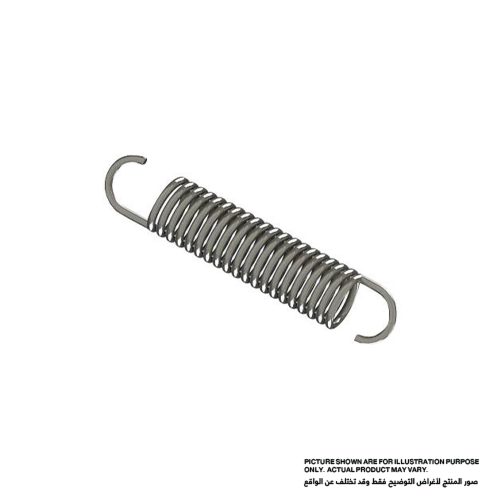 PICTURE SHOWN ARE FOR ILLUSTRATION PURPOSE
ONLY. ACTUAL PRODUCT MAY VARY.
صور المنتج لأغراض التوضيح فقط وقد تختلف عن الواقع